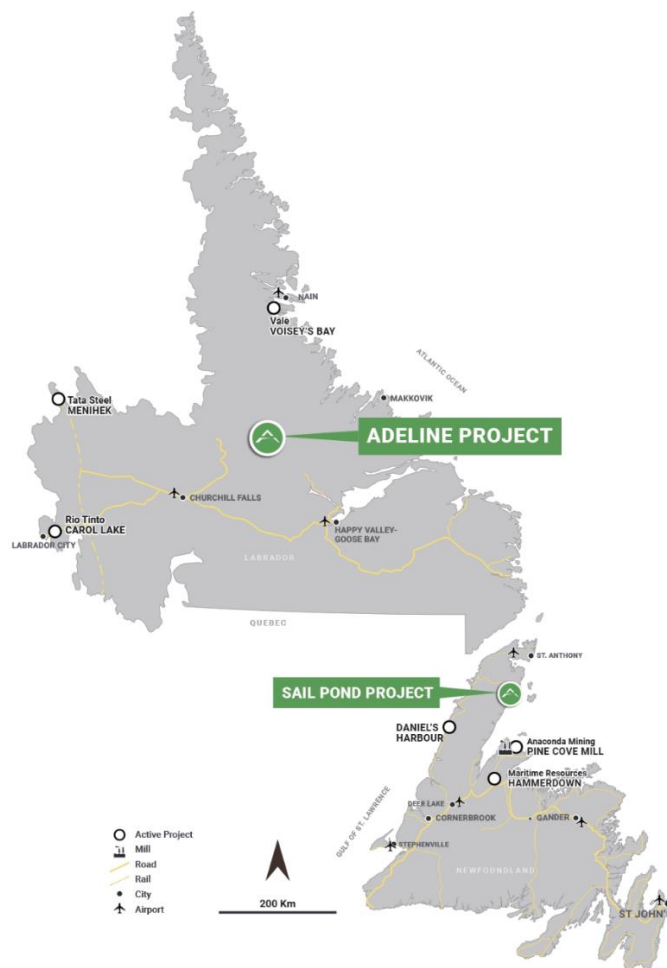 NAIN
Vale
VOISEY'S BAY
ATLANTIC OCEAN
MAKKOVIK
Tata Steel
MENIHEK
ADELINE PROJECT
CHURCHILL FALLS
Rio Tinto
CAROL LAKE
LABRADOR CITY
HAPPY VALLEY-
GOOSE BAY
LABRADOR
QUEBEC
ST. ANTHONY
SAIL POND PROJECT
DANIEL'S
HARBOUR
Anaconda Mining
PINE COVE MILL
Maritime Resources
HAMMERDOWN
DEER LAKE
CORNERBROOK
GANDER
GULF OF ST. LAWRENCE
STEPHENVILLE
NEWFOUNDLAND
ST JOHN'S
Active Project
Mill
Road
Rail
City
Airport
200 Km